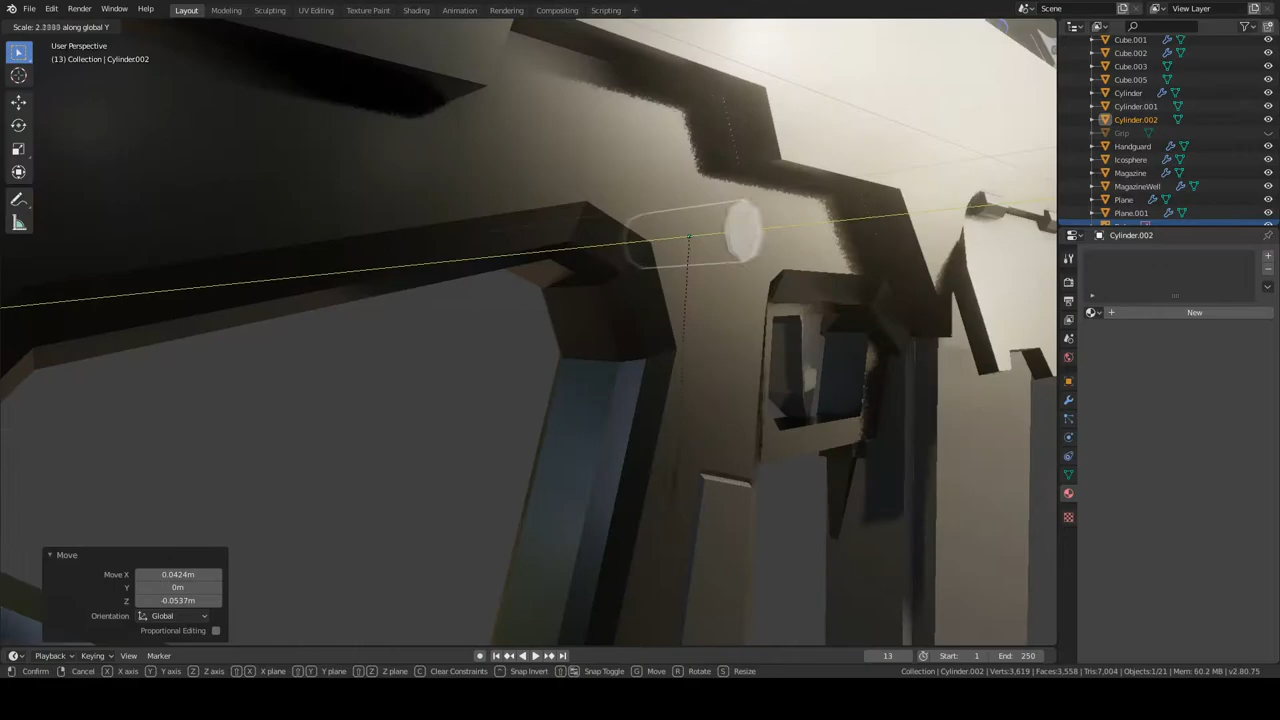 File Edit Render Window Help Layout Modeling Sculpting UV Editing Texture Paint Shading Animation Rendering Compositing Scripting + Scene View Layer
Scale: 2.3333 along global Y
User Perspective
(13) Collection | Cylinder.002
Cube.001
Cube.002
Cube.003
Cube.005
Cylinder
Cylinder.001
Cylinder.002
Grip
Handguard
Icosphere
Magazine
MagazineWell
Plane
Plane.001
Cylinder.002
New
Move
Move X 0.0424m
Y 0m
Z -0.0537m
Orientation Global
Proportional Editing
Playback Keying View Marker 13 Start: 1 End: 250
Confirm Cancel X X axis Y Y axis Z Z axis X X plane Y Y plane Z Z plane C Clear Constraints Snap Invert Snap Toggle G Move R Rotate S Resize Collection | Cylinder.002 | Verts:3,619 | Faces:3,558 | Tris:7,004 | Objects:1/21 | Mem: 60.2 MB | v2.80.75